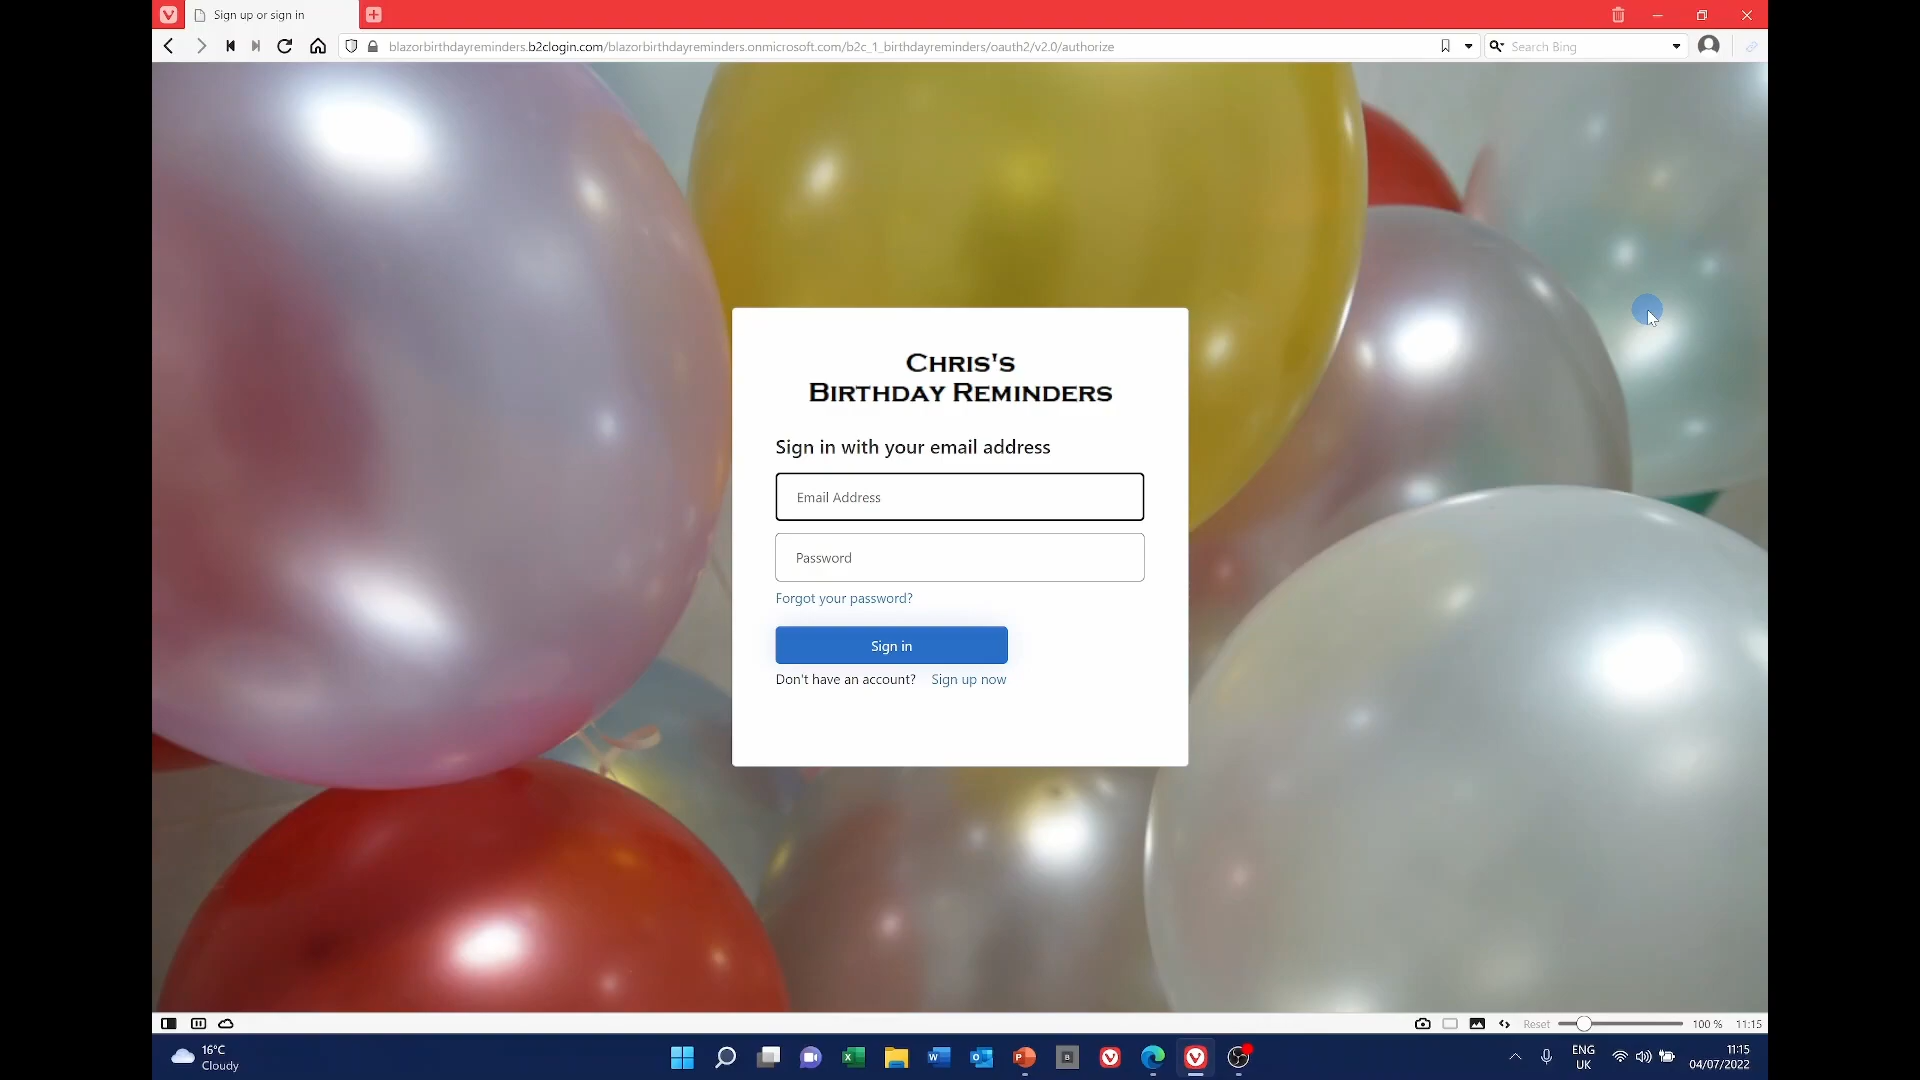 Sign up or sign in
blazorbirthdayreminders.b2clogin.com/blazorbirthdayreminders.onmicrosoft.com/b2c_1_birthdayreminders/oauth2/v2.0/authorize
Search Bing
Chris's
Birthday Reminders
Sign in with your email address
Email Address
Password
Forgot your password?
Sign in
Don't have an account? Sign up now
Reset
100 %
11:15
16°C
Cloudy
ENG
UK
11:15
04/07/2022